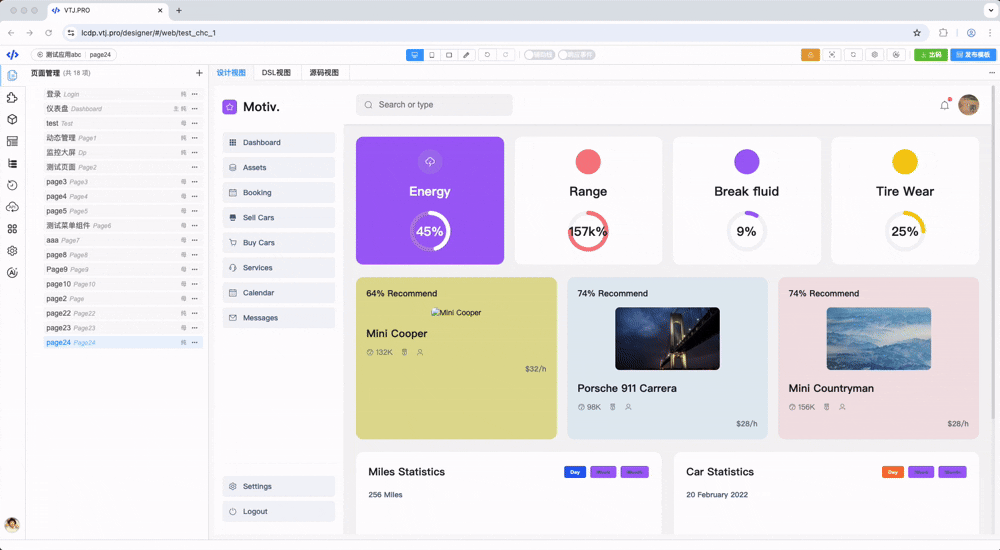 VTJ.PRO
lcdp.vtj.pro/designer/#/web/test_chc_1
测试应用abc page24
出码 发布模板
页面管理 (共 18 项)
设计视图 DSL视图 源码视图
登录 Login
仪表盘 Dashboard
test Test
动态管理 Page1
监控大屏 Dp
测试页面 Page2
page3 Page3
page4 Page4
page5 Page5
测试菜单组件 Page6
aaa Page7
page8 Page8
Page9 Page9
page10 Page10
page2 Page
page22 Page22
page23 Page23
page24 Page24
Motiv.
Search or type
Dashboard
Assets
Booking
Sell Cars
Buy Cars
Services
Calendar
Messages
Settings
Logout
Energy
45%
Range
157k%
Break fluid
9%
Tire Wear
25%
64% Recommend
Mini Cooper
Mini Cooper
132K
$32/h
74% Recommend
Porsche 911 Carrera
98K
$28/h
74% Recommend
Mini Countryman
156K
$28/h
Miles Statistics
Day Week Month
256 Miles
Car Statistics
Day Week Month
20 February 2022